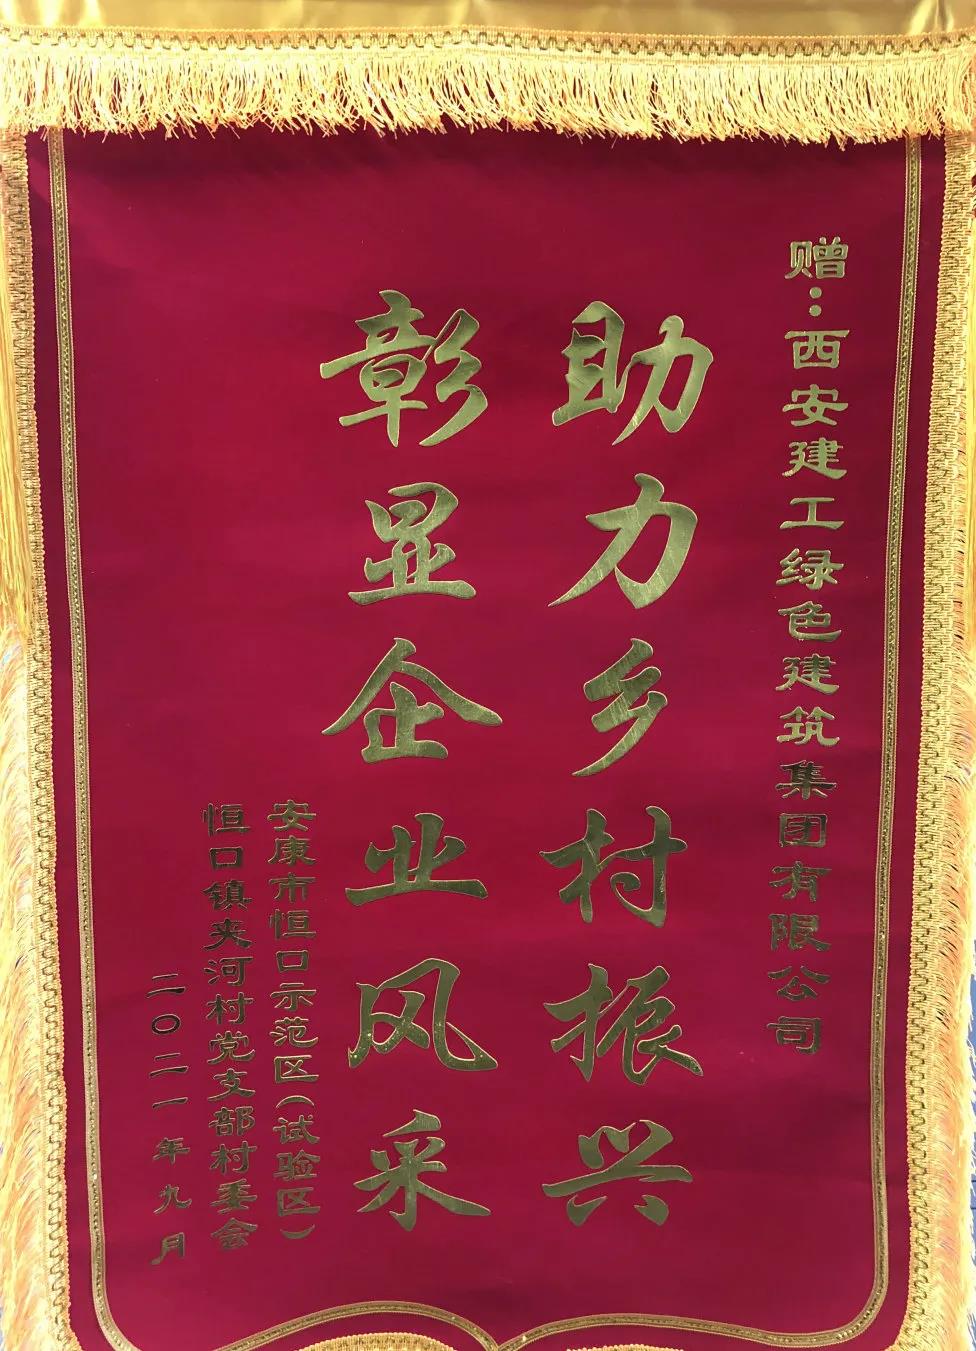 赠：西安建工绿色建筑集团有限公司
助力乡村振兴
彰显企业风采
安康市恒口示范区（试验区）
恒口镇夹河村党支部村委会
二〇二一年九月